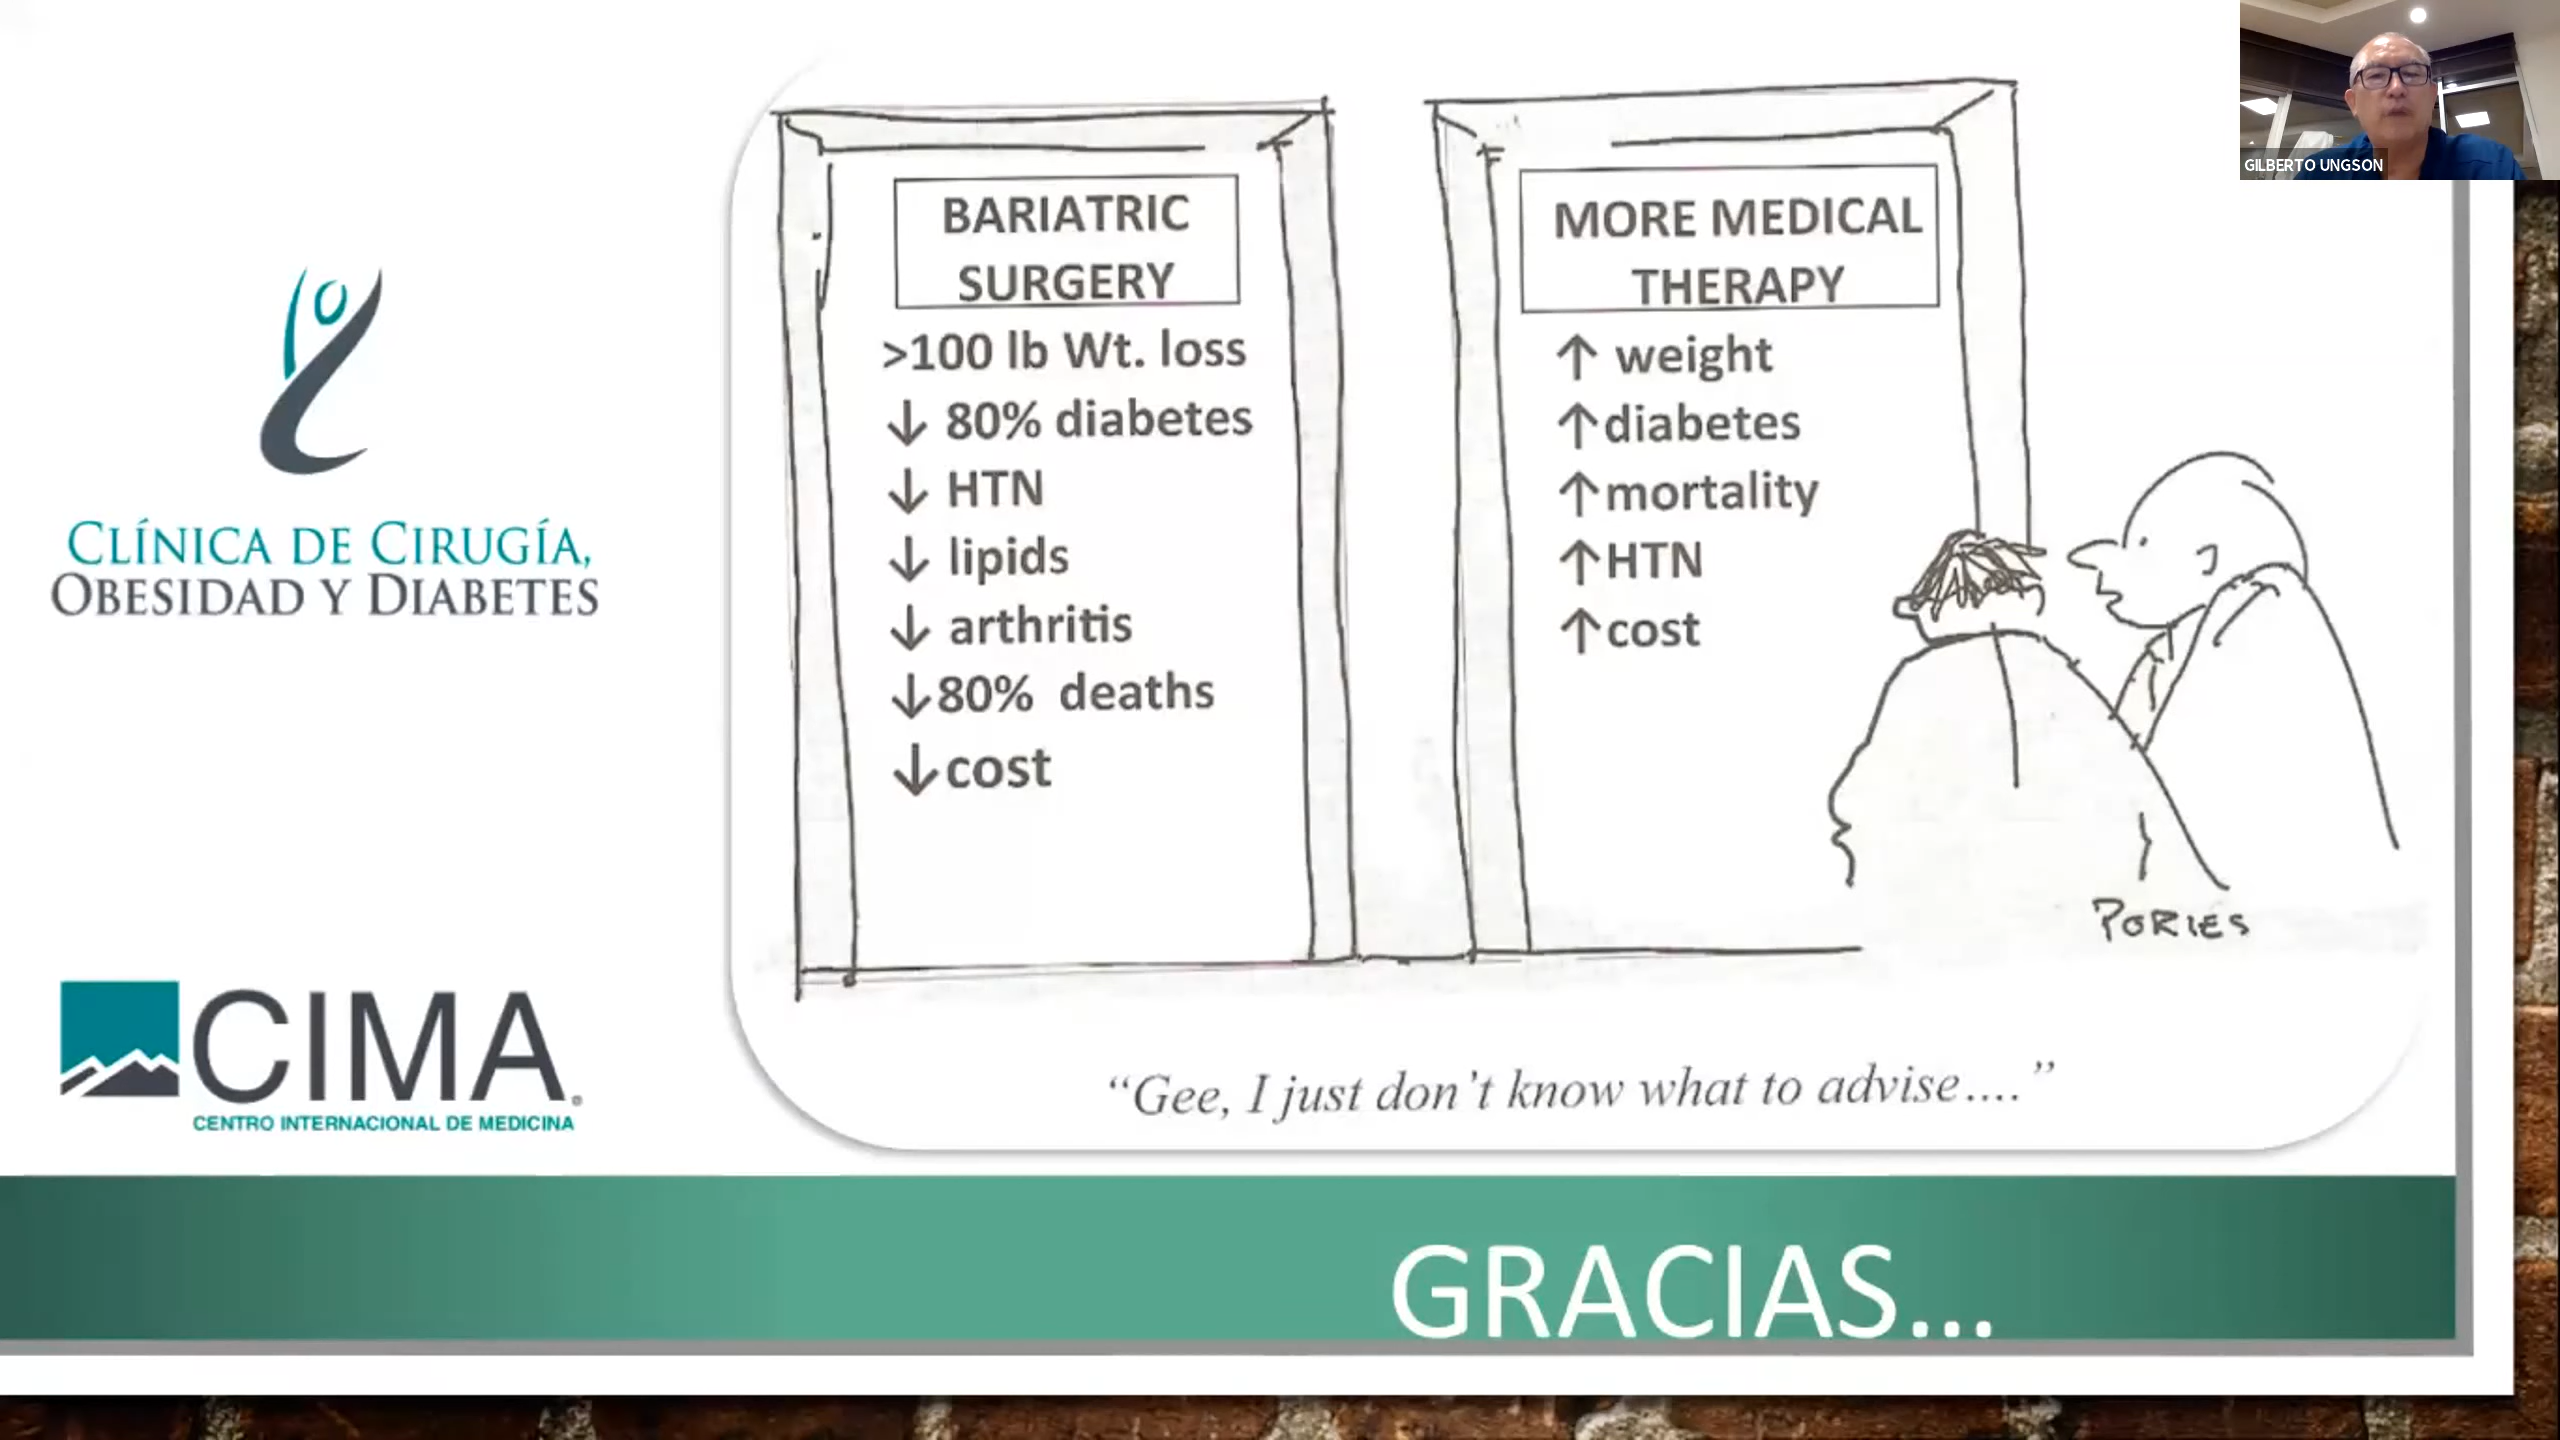 GILBERTO UNGSON
CLÍNICA DE CIRUGÍA,
OBESIDAD Y DIABETES
CIMA®
CENTRO INTERNACIONAL DE MEDICINA
BARIATRIC
SURGERY
>100 lb Wt. loss
↓ 80% diabetes
↓ HTN
↓ lipids
↓ arthritis
↓80% deaths
↓cost
MORE MEDICAL
THERAPY
↑ weight
↑diabetes
↑mortality
↑HTN
↑cost
PORIES
“Gee, I just don’t know what to advise....”
GRACIAS...